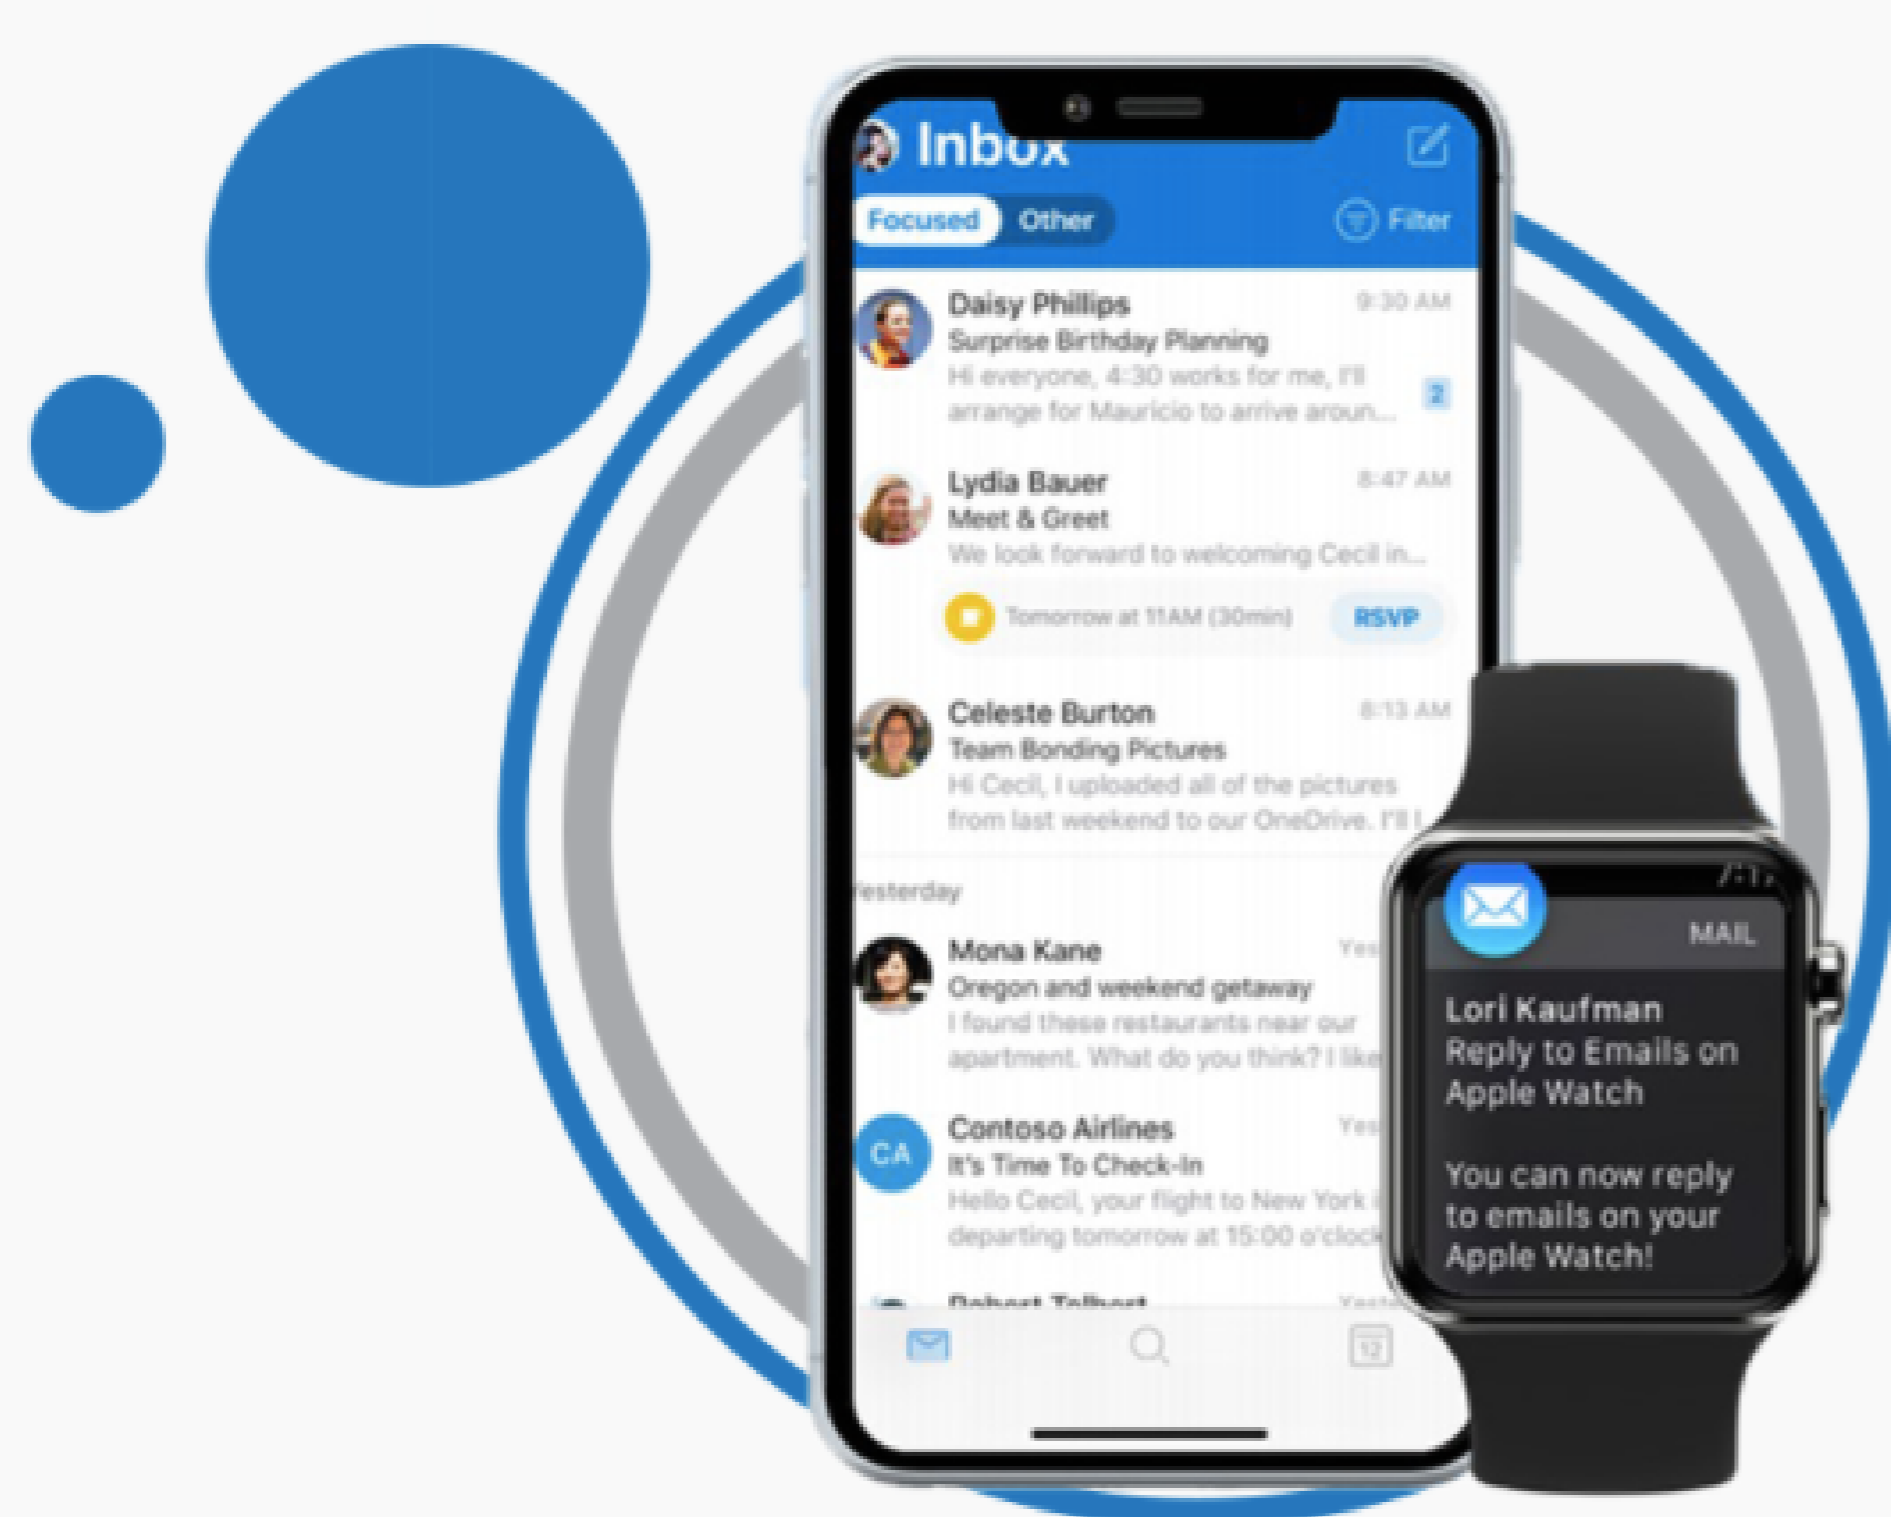 Inbox
Focused Other Filter
Daisy Phillips 9:30 AM
Surprise Birthday Planning
Hi everyone, 4:30 works for me, I'll
arrange for Mauricio to arrive aroun... 2
Lydia Bauer 8:47 AM
Meet & Greet
We look forward to welcoming Cecil in...
Tomorrow at 11AM (30min) RSVP
Celeste Burton 8:13 AM
Team Bonding Pictures
Hi Cecil, I uploaded all of the pictures
from last weekend to our OneDrive. I'll l
Yesterday
Mona Kane Yes
Oregon and weekend getaway
I found these restaurants near our
apartment. What do you think? I like
CA
Contoso Airlines Yes
It's Time To Check-In
Hello Cecil, your flight to New York i
departing tomorrow at 15:00 o'clock
Robert Tolbert Yeste
12
MAIL
Lori Kaufman
Reply to Emails on
Apple Watch
You can now reply
to emails on your
Apple Watch!